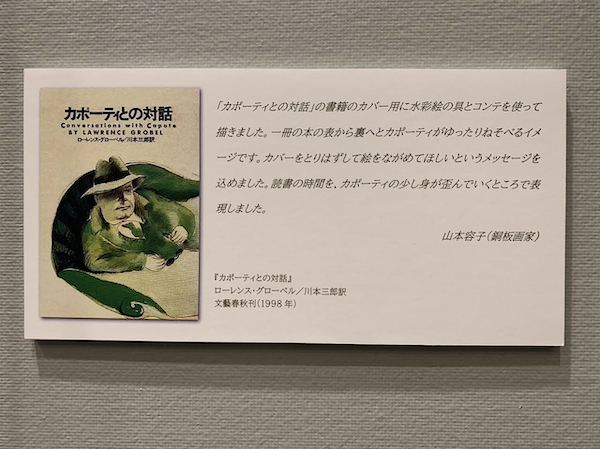 カポーティとの対話
Conversations with Capote
BY LAWRENCE GROBEL
ローレンス・グローベル／川本三郎訳
「カポーティとの対話」の書籍のカバー用に水彩絵の具とコンテを使って
描きました。一冊の本の表から裏へとカポーティがゆったりねそべるイメ
ージです。カバーをとりはずして絵をながめてほしいというメッセージを
込めました。読書の時間を、カポーティの少し身が歪んでいくところで表
現しました。
山本容子（銅板画家）
『カポーティとの対話』
ローレンス・グローベル／川本三郎訳
文藝春秋刊（1998年）